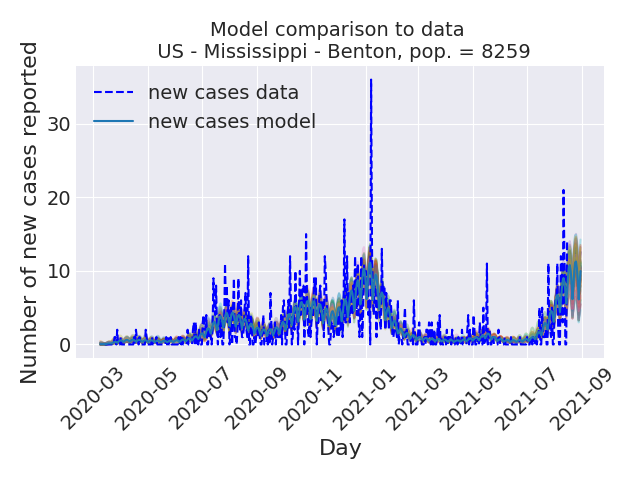 Model comparison to data
US - Mississippi - Benton, pop. = 8259
Number of new cases reported
new cases data
new cases model
30
20
10
0
2020-03
2020-05
2020-07
2020-09
2020-11
2021-01
2021-03
2021-05
2021-07
2021-09
Day